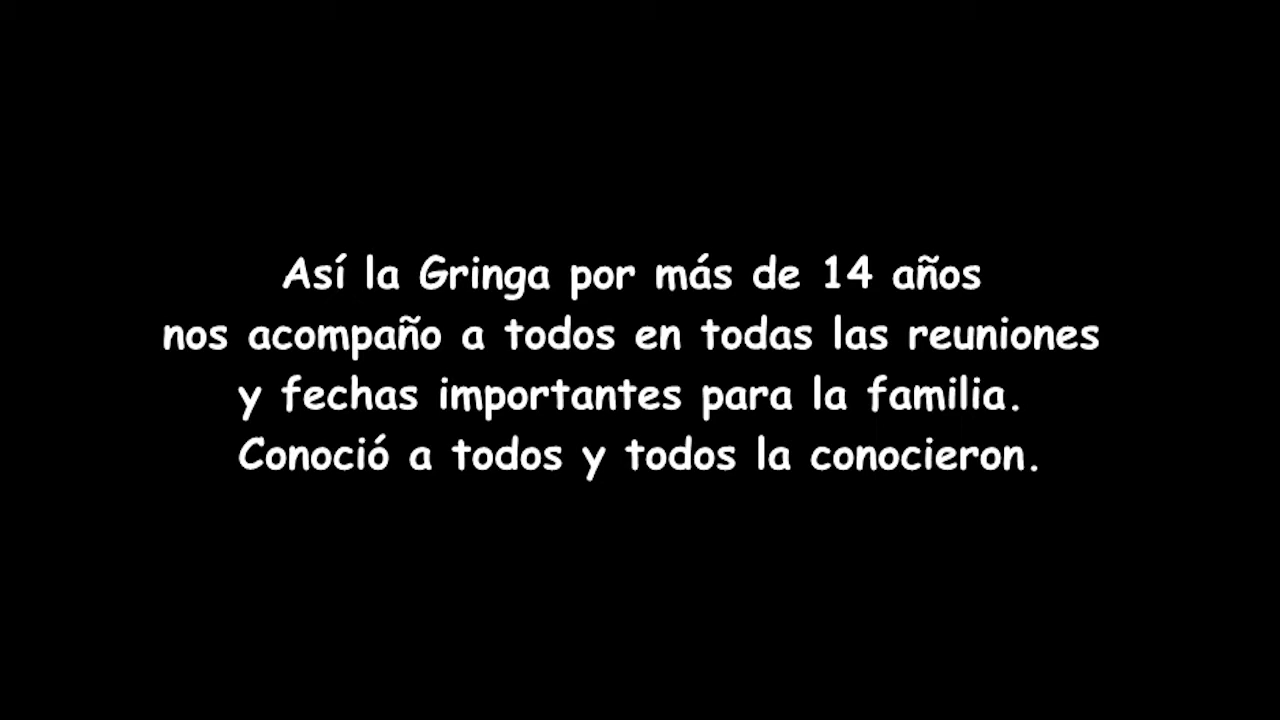 Así la Gringa por más de 14 años
nos acompaño a todos en todas las reuniones
y fechas importantes para la familia.
Conoció a todos y todos la conocieron.